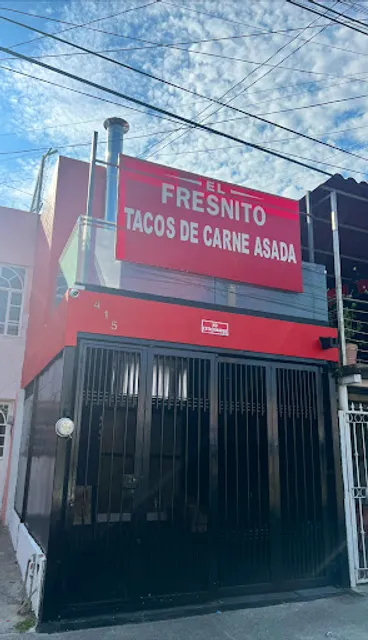 EL
FRESNITO
TACOS DE CARNE ASADA
415